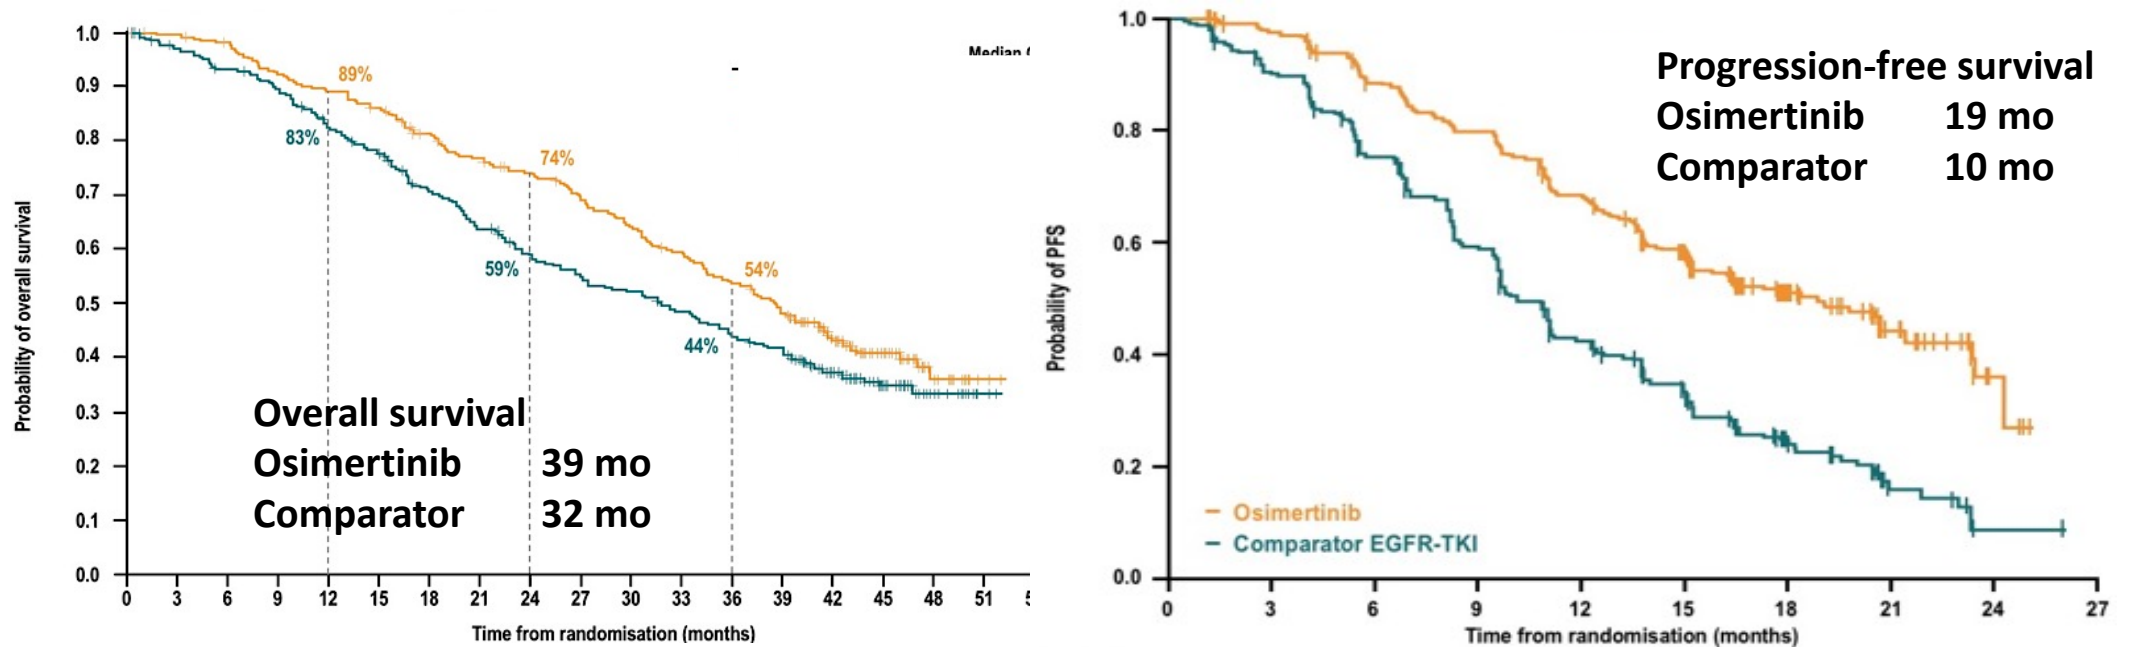 Probability of overall survival
1.0
0.9
0.8
0.7
0.6
0.5
0.4
0.3
0.2
0.1
0.0
89%
83%
74%
59%
54%
44%
Median
Overall survival
Osimertinib 39 mo
Comparator 32 mo
0 3 6 9 12 15 18 21 24 27 30 33 36 39 42 45 48 51
Time from randomisation (months)
Probability of PFS
1.0
0.8
0.6
0.4
0.2
0.0
Progression-free survival
Osimertinib 19 mo
Comparator 10 mo
Osimertinib
Comparator EGFR-TKI
0 3 6 9 12 15 18 21 24 27
Time from randomisation (months)